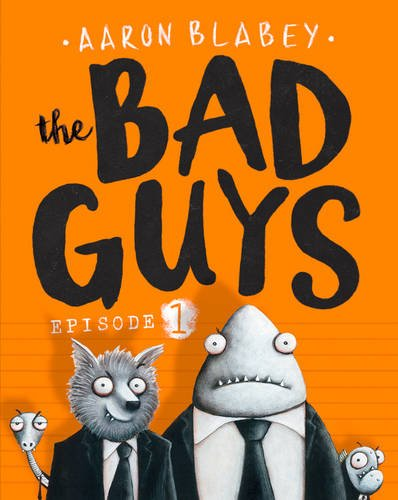 · AARON BLABEY ·
the BAD
GUYS
EPISODE 1